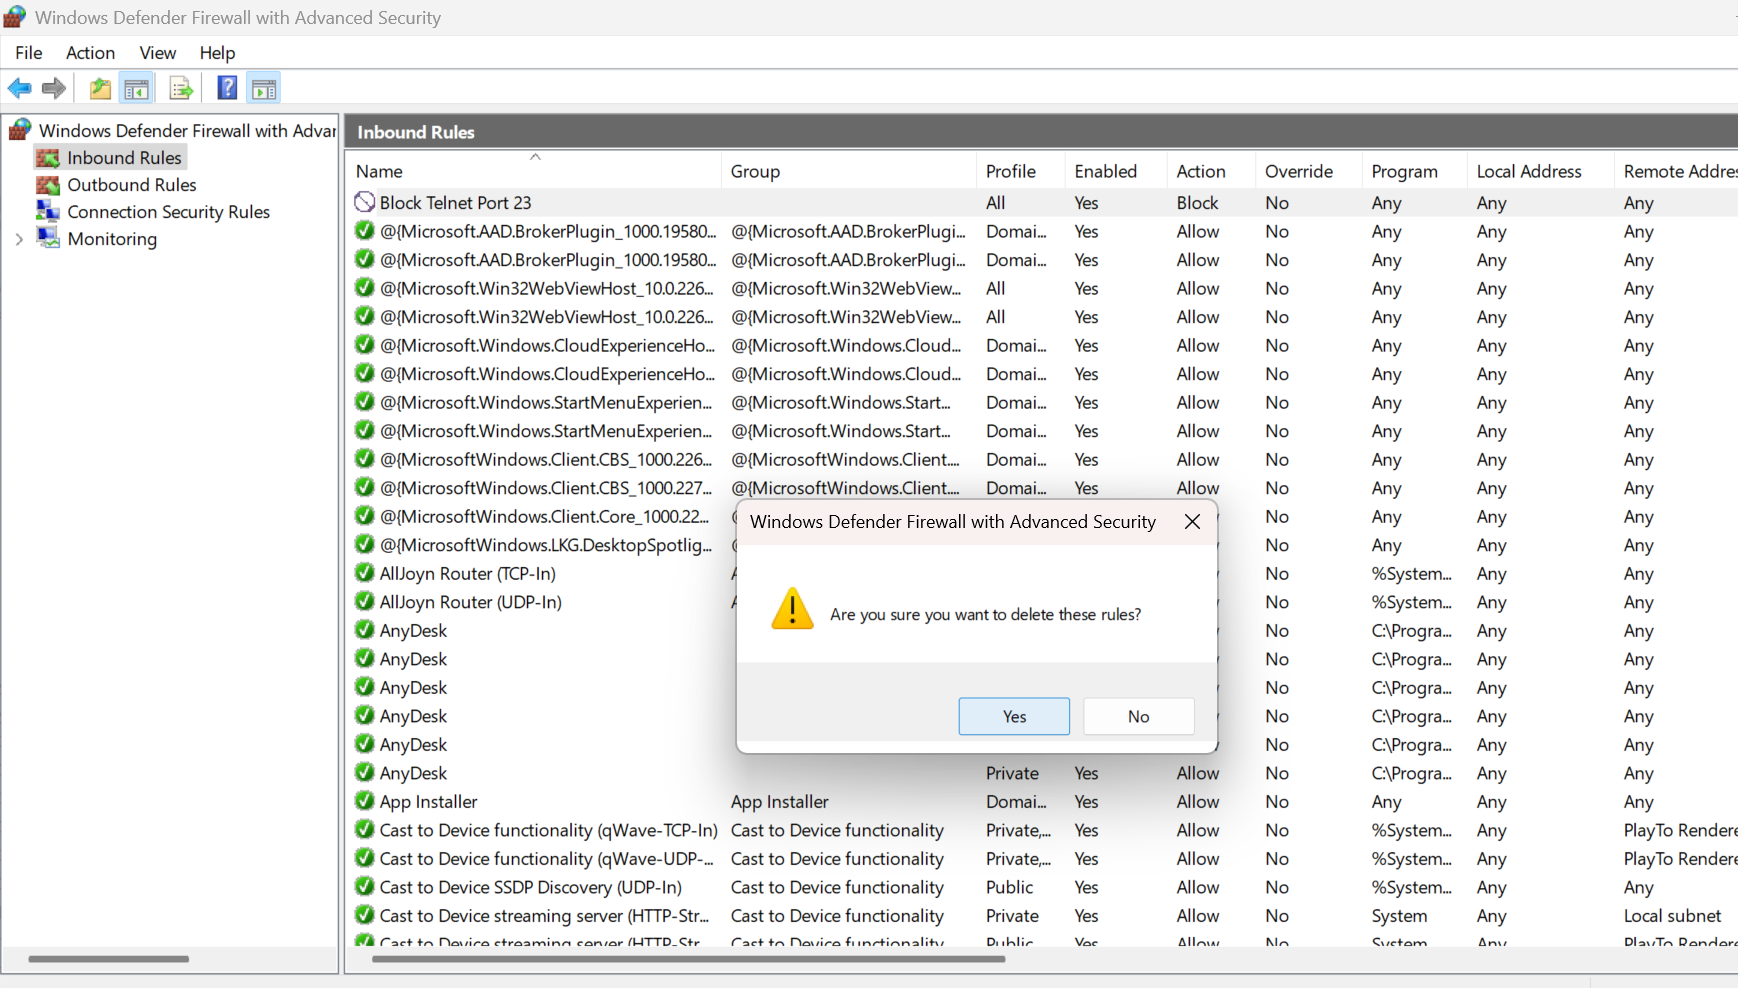 Windows Defender Firewall with Advanced Security
File Action View Help
Windows Defender Firewall with Advar
Inbound Rules
Outbound Rules
Connection Security Rules
Monitoring
Inbound Rules
Name Group Profile Enabled Action Override Program Local Address Remote Addres
Block Telnet Port 23 All Yes Block No Any Any Any
@{Microsoft.AAD.BrokerPlugin_1000.19580... @{Microsoft.AAD.BrokerPlugi... Domai... Yes Allow No Any Any Any
@{Microsoft.AAD.BrokerPlugin_1000.19580... @{Microsoft.AAD.BrokerPlugi... Domai... Yes Allow No Any Any Any
@{Microsoft.Win32WebViewHost_10.0.226... @{Microsoft.Win32WebView... All Yes Allow No Any Any Any
@{Microsoft.Win32WebViewHost_10.0.226... @{Microsoft.Win32WebView... All Yes Allow No Any Any Any
@{Microsoft.Windows.CloudExperienceHo... @{Microsoft.Windows.Cloud... Domai... Yes Allow No Any Any Any
@{Microsoft.Windows.CloudExperienceHo... @{Microsoft.Windows.Cloud... Domai... Yes Allow No Any Any Any
@{Microsoft.Windows.StartMenuExperien... @{Microsoft.Windows.Start... Domai... Yes Allow No Any Any Any
@{Microsoft.Windows.StartMenuExperien... @{Microsoft.Windows.Start... Domai... Yes Allow No Any Any Any
@{MicrosoftWindows.Client.CBS_1000.226... @{MicrosoftWindows.Client.... Domai... Yes Allow No Any Any Any
@{MicrosoftWindows.Client.CBS_1000.227... @{MicrosoftWindows.Client.... Domai... Yes Allow No Any Any Any
@{MicrosoftWindows.Client.Core_1000.22... No Any Any Any
@{MicrosoftWindows.LKG.DesktopSpotlig... No Any Any Any
AllJoyn Router (TCP-In) No %System... Any Any
AllJoyn Router (UDP-In) No %System... Any Any
AnyDesk No C:\Progra... Any Any
AnyDesk No C:\Progra... Any Any
AnyDesk No C:\Progra... Any Any
AnyDesk No C:\Progra... Any Any
AnyDesk No C:\Progra... Any Any
AnyDesk Private Yes Allow No C:\Progra... Any Any
App Installer App Installer Domai... Yes Allow No Any Any Any
Cast to Device functionality (qWave-TCP-In) Cast to Device functionality Private,... Yes Allow No %System... Any PlayTo Rendere
Cast to Device functionality (qWave-UDP-... Cast to Device functionality Private,... Yes Allow No %System... Any PlayTo Rendere
Cast to Device SSDP Discovery (UDP-In) Cast to Device functionality Public Yes Allow No %System... Any Any
Cast to Device streaming server (HTTP-Str... Cast to Device functionality Private Yes Allow No System Any Local subnet
Cast to Device streaming server (HTTP-Str... Cast to Device functionality Public Yes Allow No System Any PlayTo Rendere
Windows Defender Firewall with Advanced Security
Are you sure you want to delete these rules?
Yes No